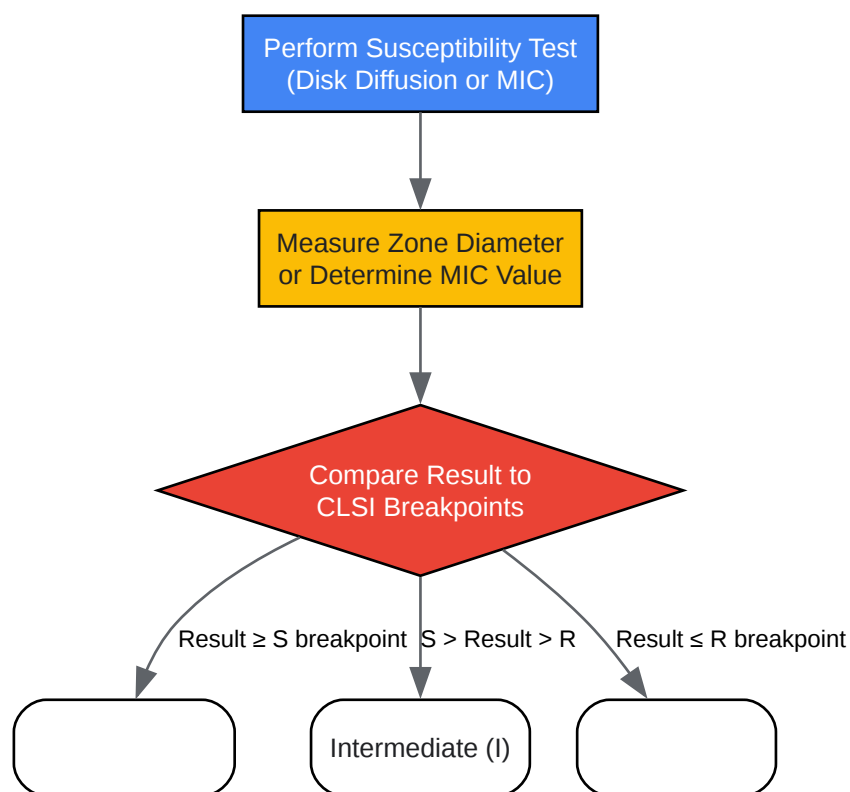 Perform Susceptibility Test
(Disk Diffusion or MIC)
Measure Zone Diameter
or Determine MIC Value
Compare Result to
CLSI Breakpoints
Result ≥ S breakpoint
S > Result > R
Result ≤ R breakpoint
Intermediate (I)